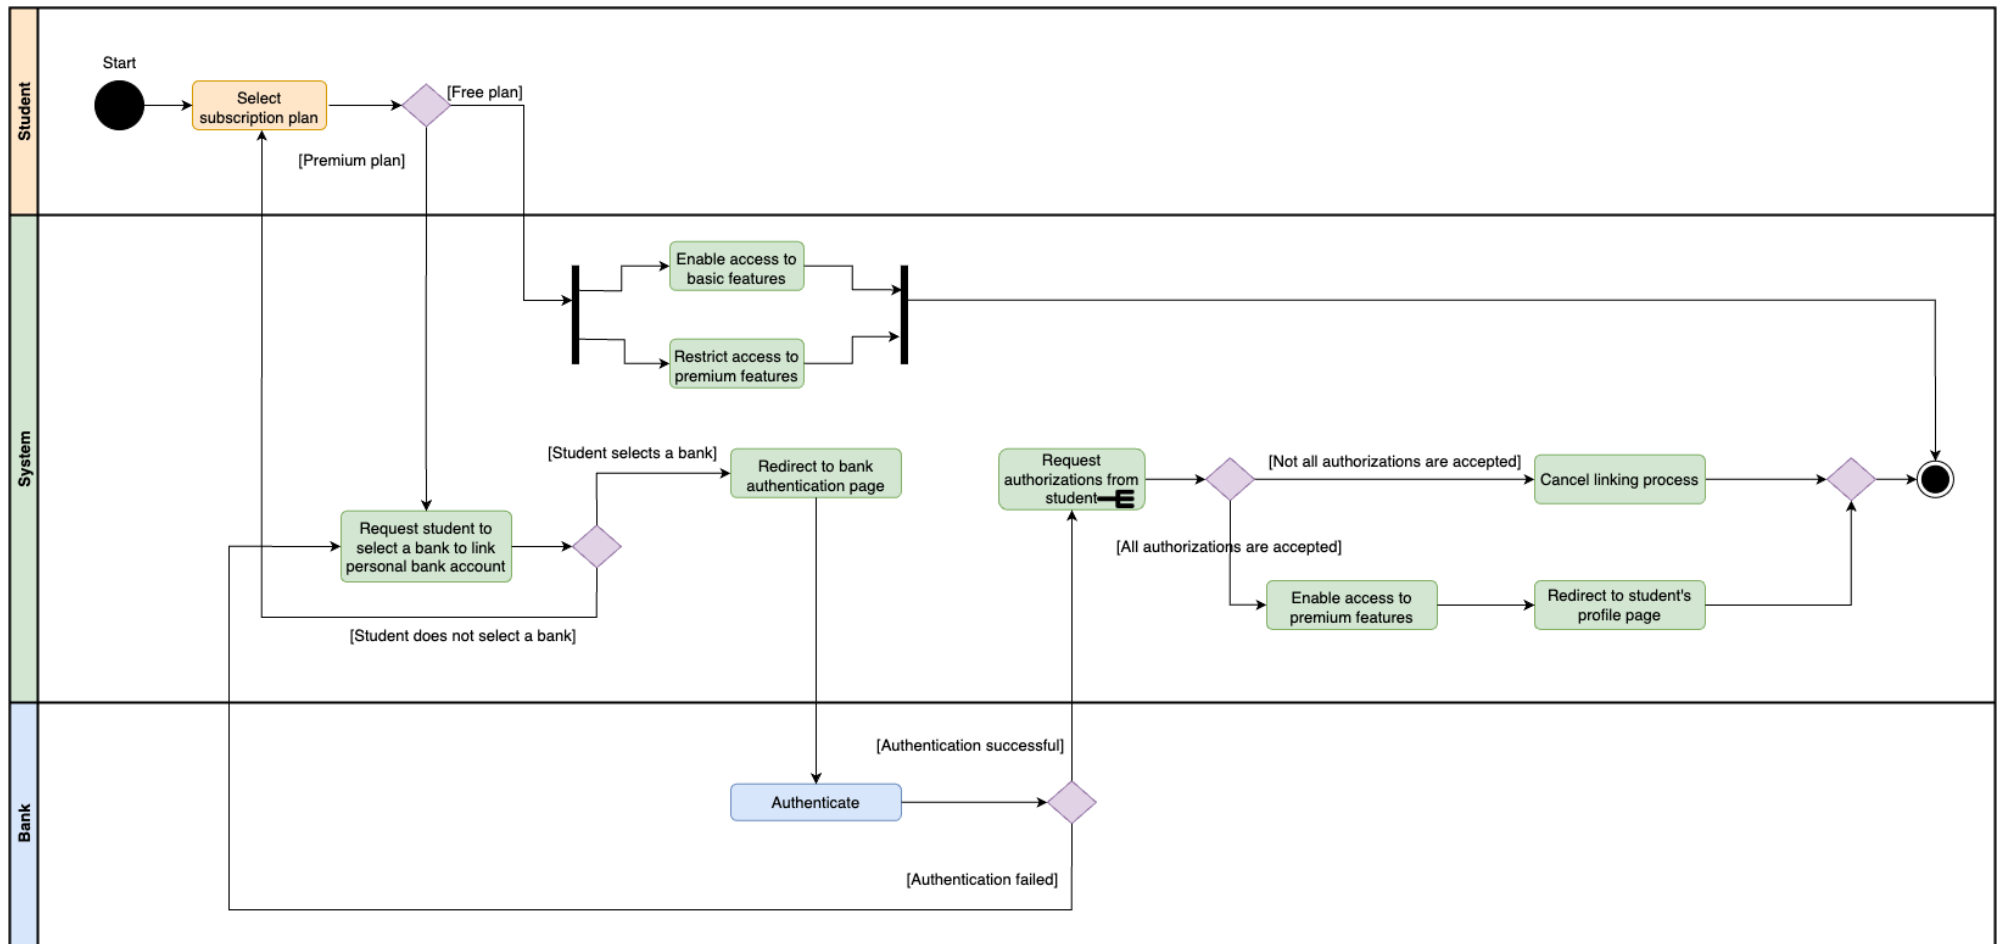 Student
Start
Select
subscription plan
[Free plan]
[Premium plan]
System
Enable access to
basic features
Restrict access to
premium features
[Student selects a bank]
Redirect to bank
authentication page
Request student to
select a bank to link
personal bank account
[Student does not select a bank]
Request
authorizations from
student
[Not all authorizations are accepted]
Cancel linking process
[All authorizations are accepted]
Enable access to
premium features
Redirect to student's
profile page
Bank
[Authentication successful]
Authenticate
[Authentication failed]